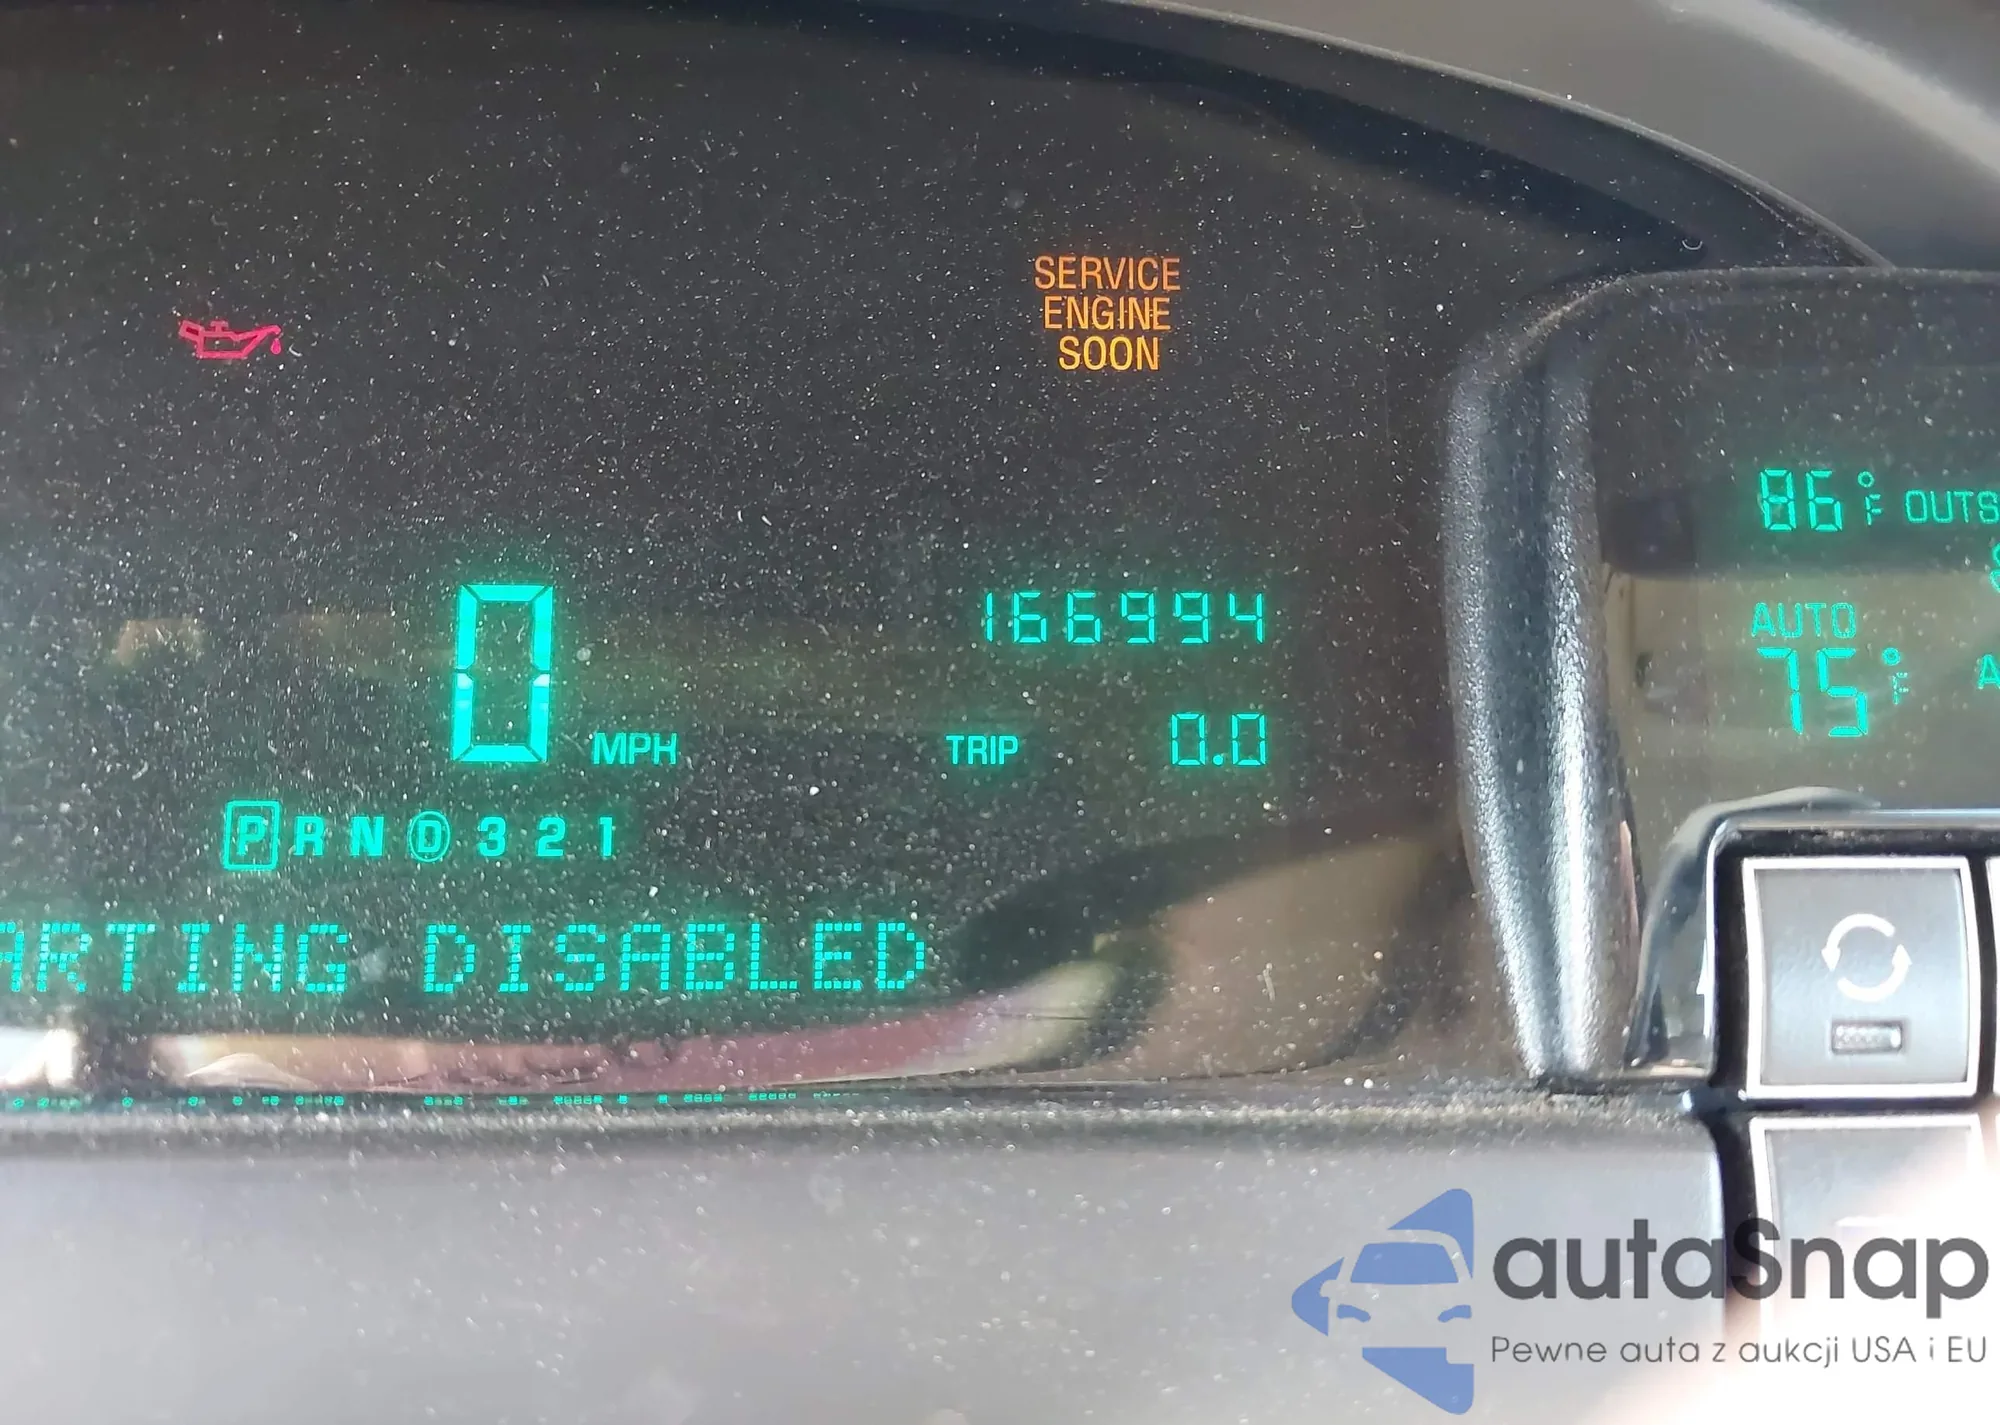 SERVICE
ENGINE
SOON
0 MPH
166994
TRIP 0.0
P R N D 3 2 1
ARTING DISABLED
86°F OUTS
AUTO
75°F
autaSnap
Pewne auta z aukcji USA i EU